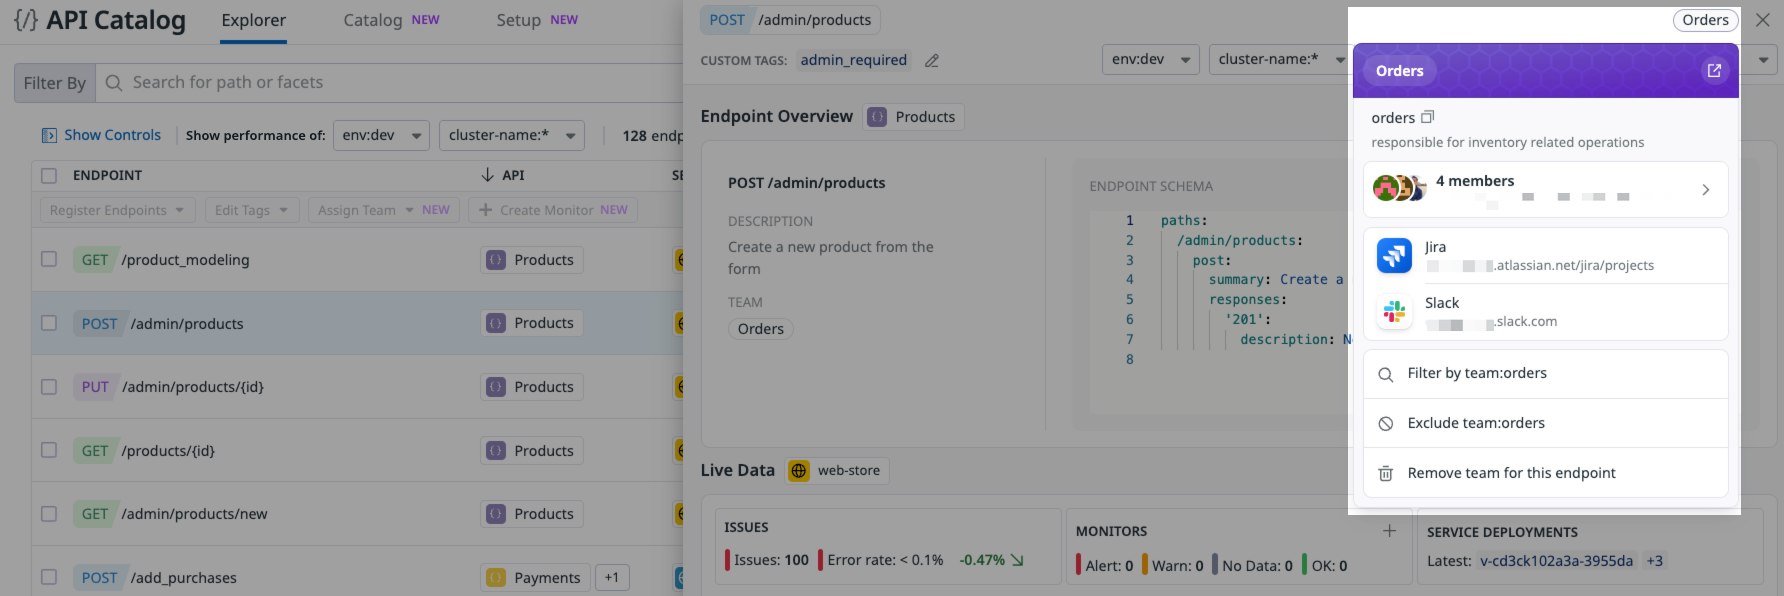 {/} API Catalog
Explorer
Catalog NEW
Setup NEW
Filter By
Search for path or facets
Show Controls
Show performance of:
env:dev
cluster-name:*
128
ENDPOINT
API
Register Endpoints
Edit Tags
Assign Team NEW
Create Monitor NEW
GET /product_modeling
{} Products
POST /admin/products
{} Products
PUT /admin/products/{id}
{} Products
GET /products/{id}
{} Products
GET /admin/products/new
{} Products
POST /add_purchases
{} Payments
+1
POST /admin/products
CUSTOM TAGS: admin_required
env:dev
cluster-name:*
Endpoint Overview
{} Products
POST /admin/products
DESCRIPTION
Create a new product from the
form
TEAM
Orders
ENDPOINT SCHEMA
1 paths:
2 /admin/products:
3 post:
4 summary: Create a
5 responses:
6 '201':
7 description:
8
Live Data
web-store
ISSUES
Issues: 100
Error rate: < 0.1%
-0.47%
MONITORS
Alert: 0
Warn: 0
No Data: 0
OK: 0
SERVICE DEPLOYMENTS
Latest: v-cd3ck102a3a-3955da +3
Orders
Orders
orders
responsible for inventory related operations
4 members
Jira
.atlassian.net/jira/projects
Slack
.slack.com
Filter by team:orders
Exclude team:orders
Remove team for this endpoint